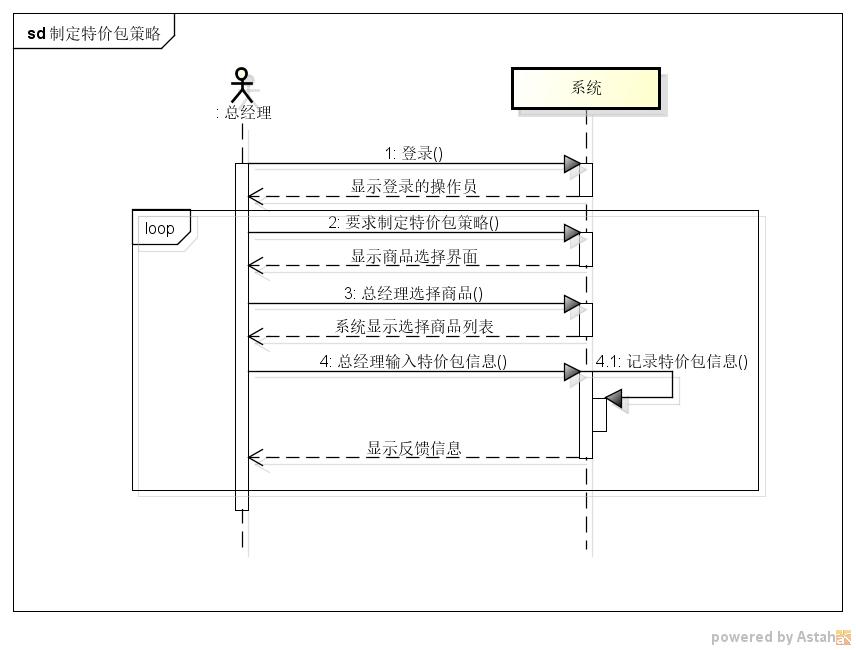 sd 制定特价包策略
: 总经理
系统
1: 登录()
显示登录的操作员
loop
2: 要求制定特价包策略()
显示商品选择界面
3: 总经理选择商品()
系统显示选择商品列表
4: 总经理输入特价包信息()
4.1: 记录特价包信息()
显示反馈信息
powered by Astah